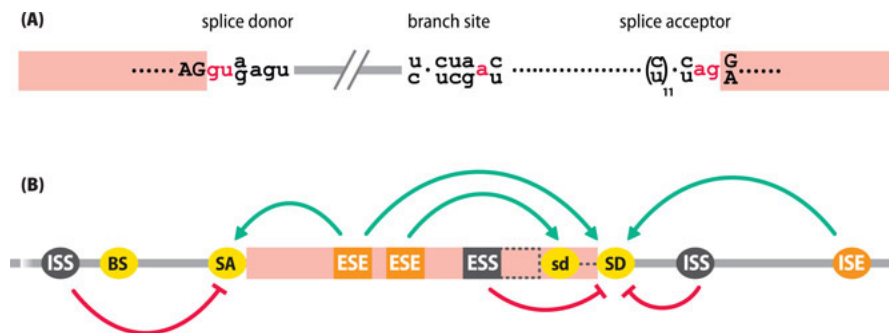 (A) splice donor branch site splice acceptor
a u cua c c c G
······ AGgu agu · a ·················· ( ) · ag ······
g c ucg u u u A
11
(B)
ISS BS SA ESE ESE ESS sd SD ISS ISE